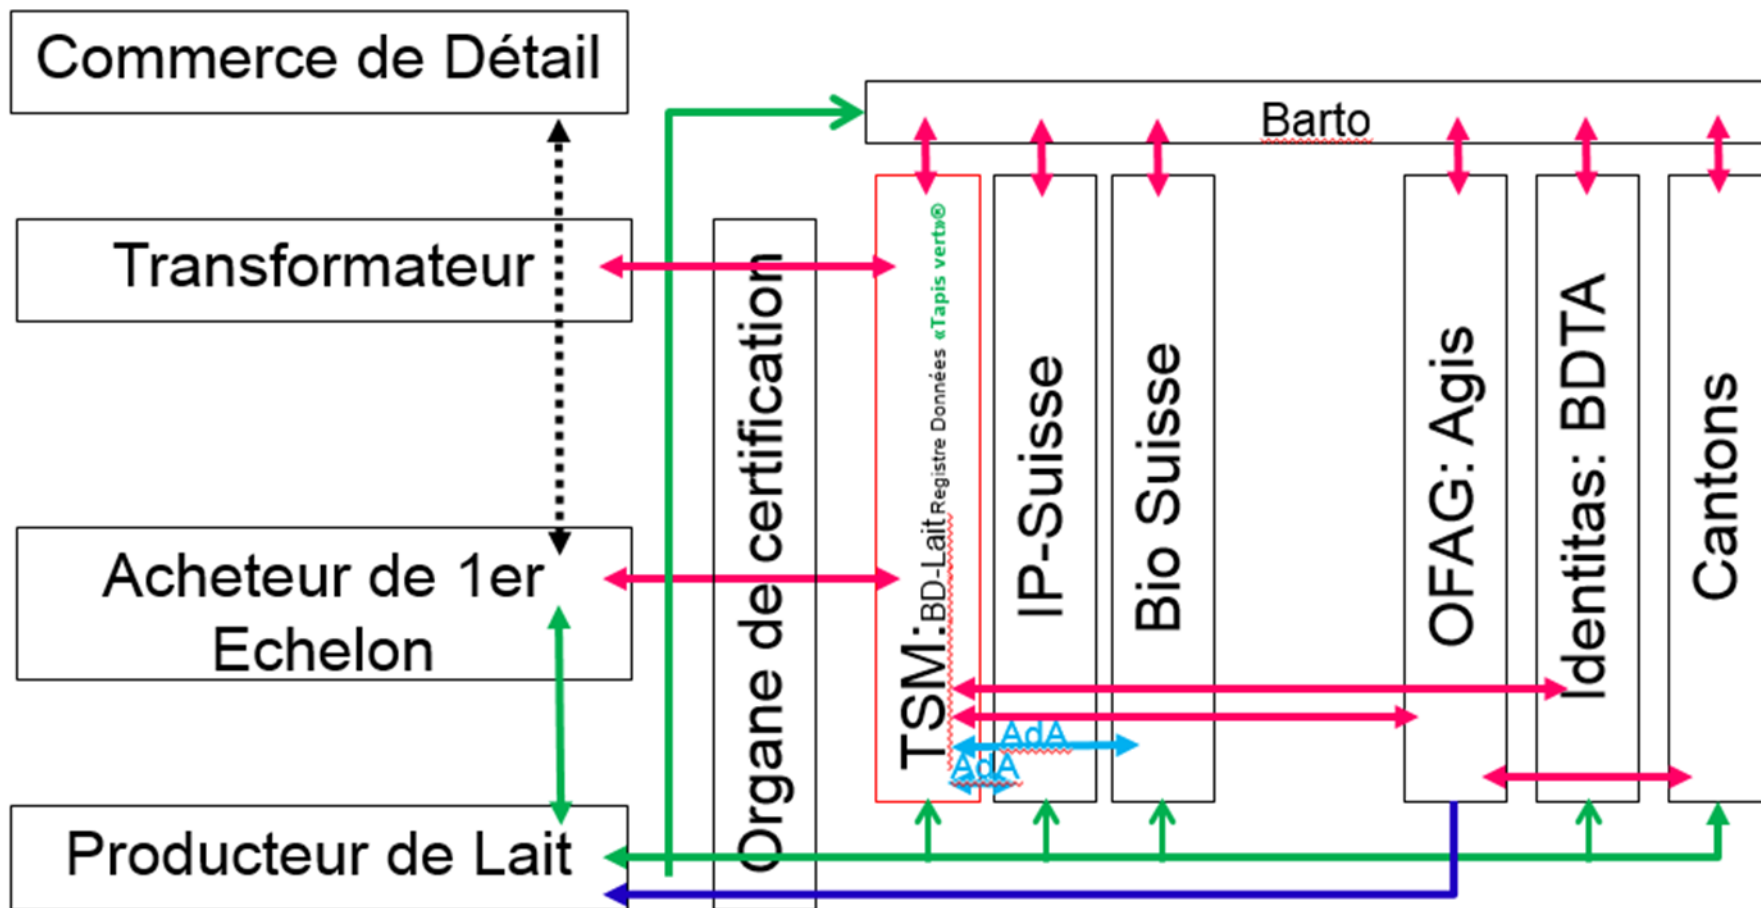 Commerce de Détail
Barto
Transformateur
Acheteur de 1er
Echelon
Producteur de Lait
Organe de certification
TSM:BD-Lait Registre Données «Tapis vert»®
IP-Suisse
Bio Suisse
OFAG: Agis
Identitas: BDTA
Cantons
AdA
AdA